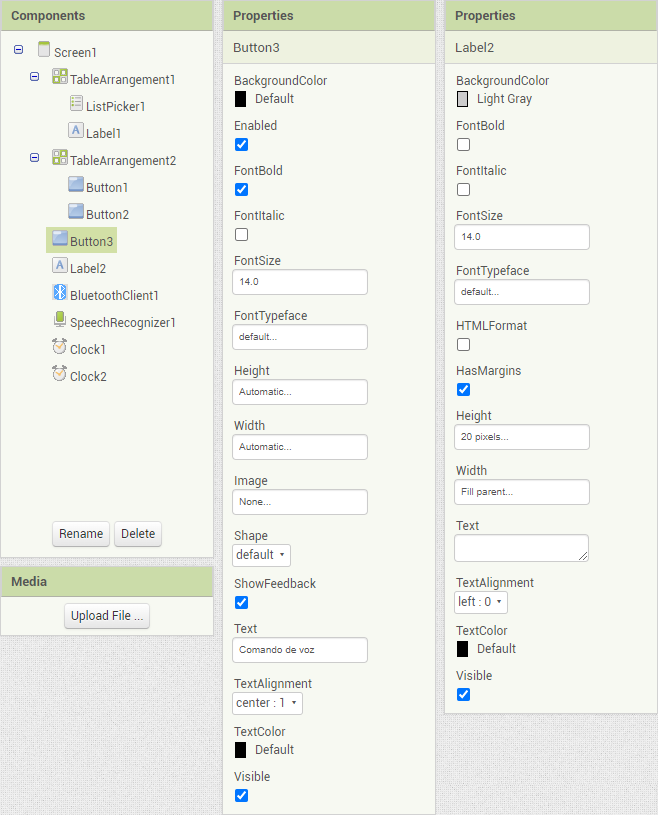 Components
Screen1
TableArrangement1
ListPicker1
A Label1
TableArrangement2
Button1
Button2
Button3
A Label2
BluetoothClient1
SpeechRecognizer1
Clock1
Clock2
Rename Delete
Media
Upload File ...
Properties
Button3
BackgroundColor
Default
Enabled
FontBold
FontItalic
FontSize
14.0
FontTypeface
default...
Height
Automatic...
Width
Automatic...
Image
None...
Shape
default
ShowFeedback
Text
Comando de voz
TextAlignment
center : 1
TextColor
Default
Visible
Properties
Label2
BackgroundColor
Light Gray
FontBold
FontItalic
FontSize
14.0
FontTypeface
default...
HTMLFormat
HasMargins
Height
20 pixels...
Width
Fill parent...
Text
TextAlignment
left : 0
TextColor
Default
Visible